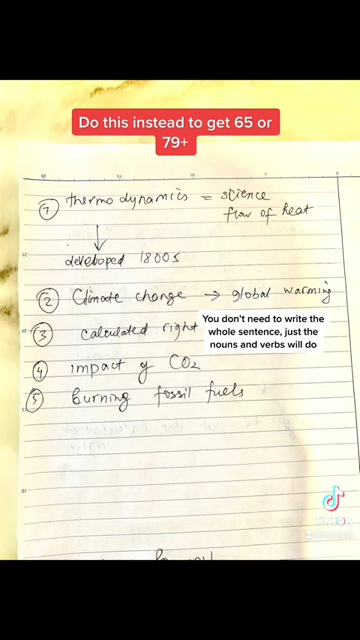 Do this instead to get 65 or
79+
① thermodynamics = science
flow of heat
developed 1800s
② Climate change → global warming
③ calculated right
You don't need to write the
whole sentence, just the
nouns and verbs will do
④ impact of CO₂
⑤ Burning fossil fuels
TikTok